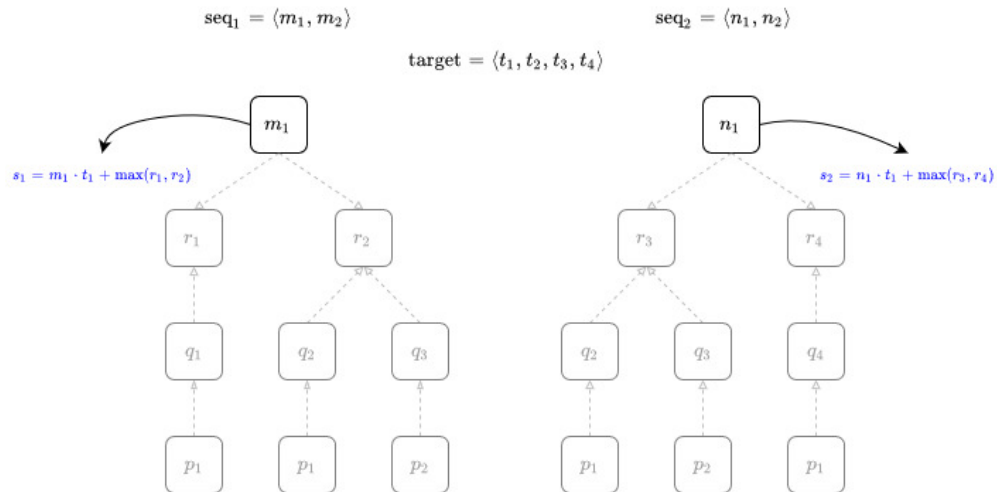 seq₁ = ⟨m₁, m₂⟩ seq₂ = ⟨n₁, n₂⟩
target = ⟨t₁, t₂, t₃, t₄⟩
m₁ n₁
s₁ = m₁ · t₁ + max(r₁, r₂) s₂ = n₁ · t₁ + max(r₃, r₄)
r₁ r₂ r₃ r₄
q₁ q₂ q₃ q₂ q₃ q₄
p₁ p₁ p₂ p₁ p₂ p₁